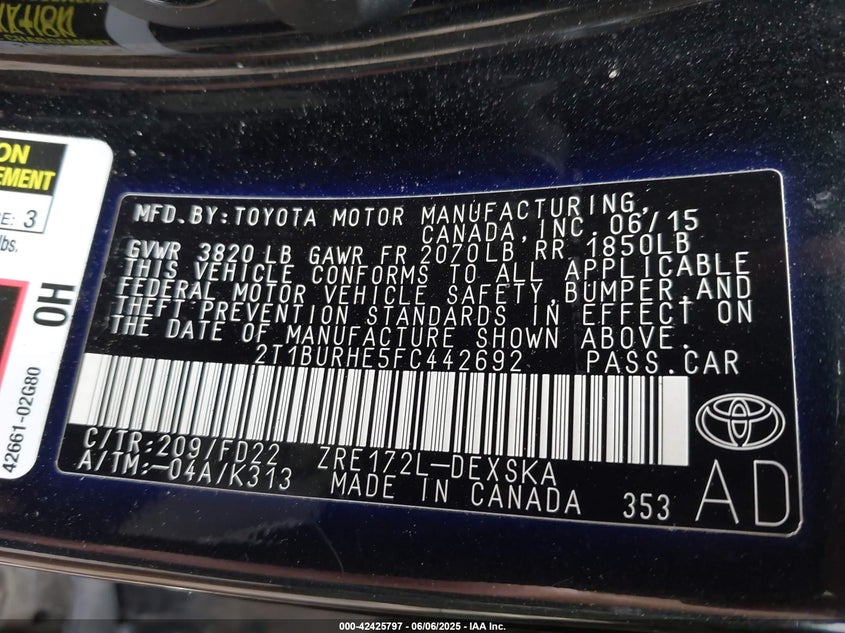 ON
EMENT
E: 3
lbs.
OH
42661-02G80
MFD.BY:TOYOTA MOTOR MANUFACTURING,
CANADA,INC.06/15
GVWR 3820 LB GAWR FR 2070LB RR 1850LB
THIS VEHICLE CONFORMS TO ALL APPLICABLE
FEDERAL MOTOR VEHICLE SAFETY,BUMPER,AND
THEFT PREVENTION STANDARDS IN EFFECT ON
THE DATE OF MANUFACTURE SHOWN ABOVE.
2T1BURHE5FC442692 PASS.CAR
C/TR:209/FD22 ZRE172L-DEXSKA
A/TM:-04A/K313 MADE IN CANADA 353
AD
000-42425797 - 06/06/2025 - IAA Inc.